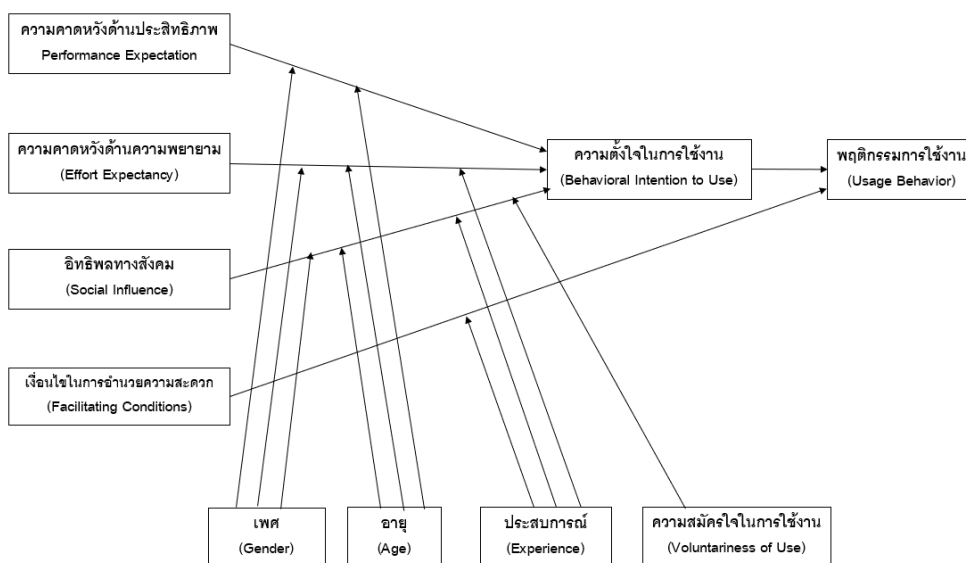 ความคาดหวังด้านประสิทธิภาพ
Performance Expectation
ความคาดหวังด้านความพยายาม
(Effort Expectancy)
ความตั้งใจในการใช้งาน
(Behavioral Intention to Use)
พฤติกรรมการใช้งาน
(Usage Behavior)
อิทธิพลทางสังคม
(Social Influence)
เงื่อนไขในการอำนวยความสะดวก
(Facilitating Conditions)
เพศ
(Gender)
อายุ
(Age)
ประสบการณ์
(Experience)
ความสมัครใจในการใช้งาน
(Voluntariness of Use)